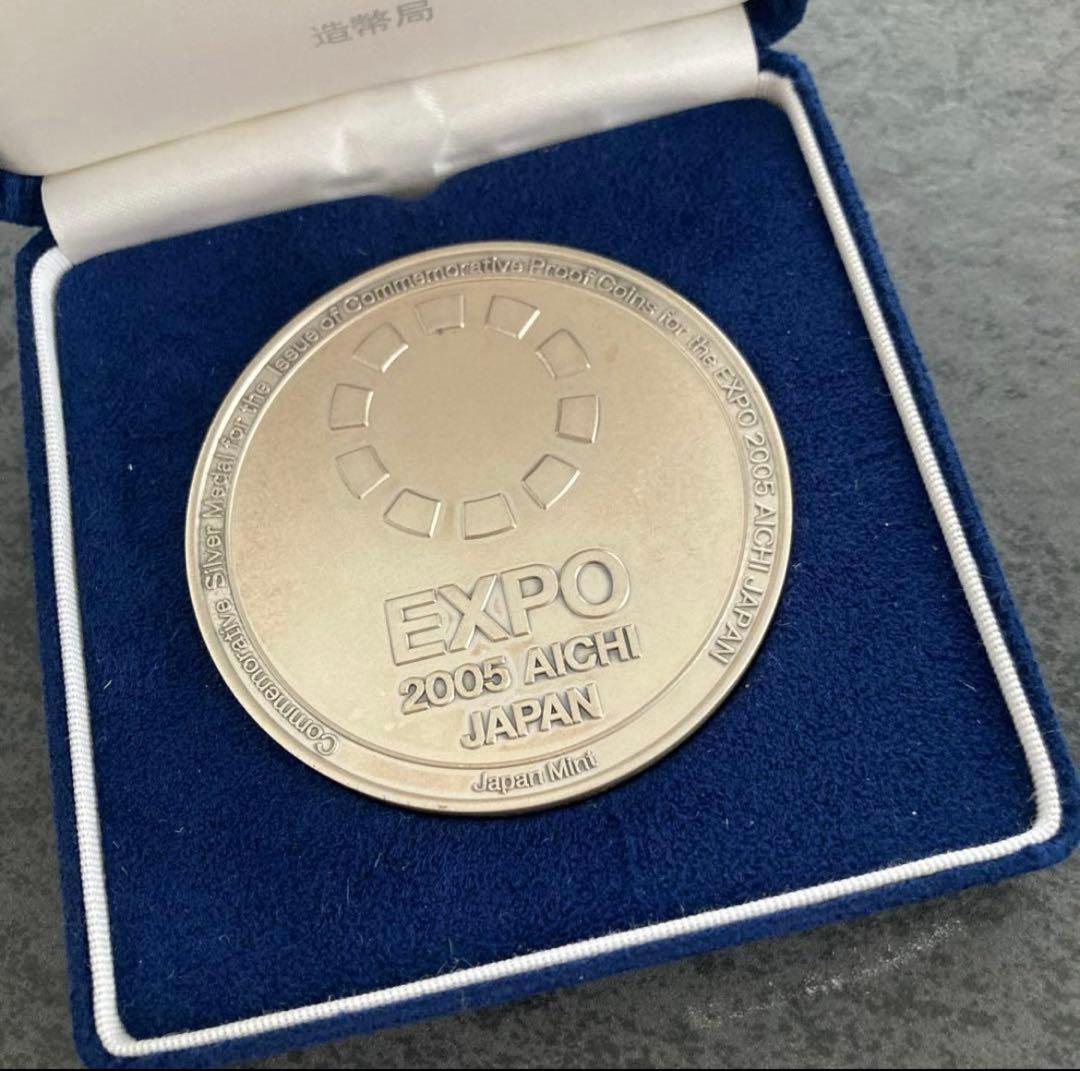 造幣局
Commemorative Silver Medal for the Issue of Commemorative Proof Coins for the EXPO 2005 AICHI JAPAN
EXPO
2005 AICHI
JAPAN
Japan Mint